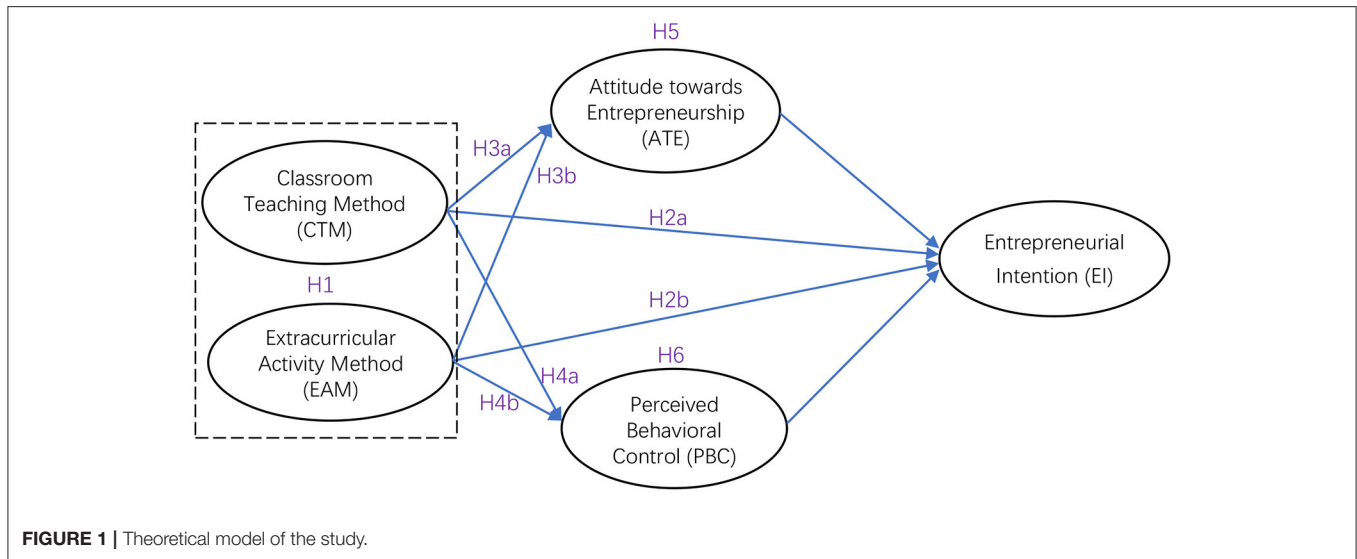 H5
Attitude towards
Entrepreneurship
(ATE)
H3a
H3b
Classroom
Teaching Method
(CTM)
H2a
Entrepreneurial
Intention (EI)
H1
H2b
Extracurricular
Activity Method
(EAM)
H6
H4a
H4b
Perceived
Behavioral
Control (PBC)
FIGURE 1 | Theoretical model of the study.